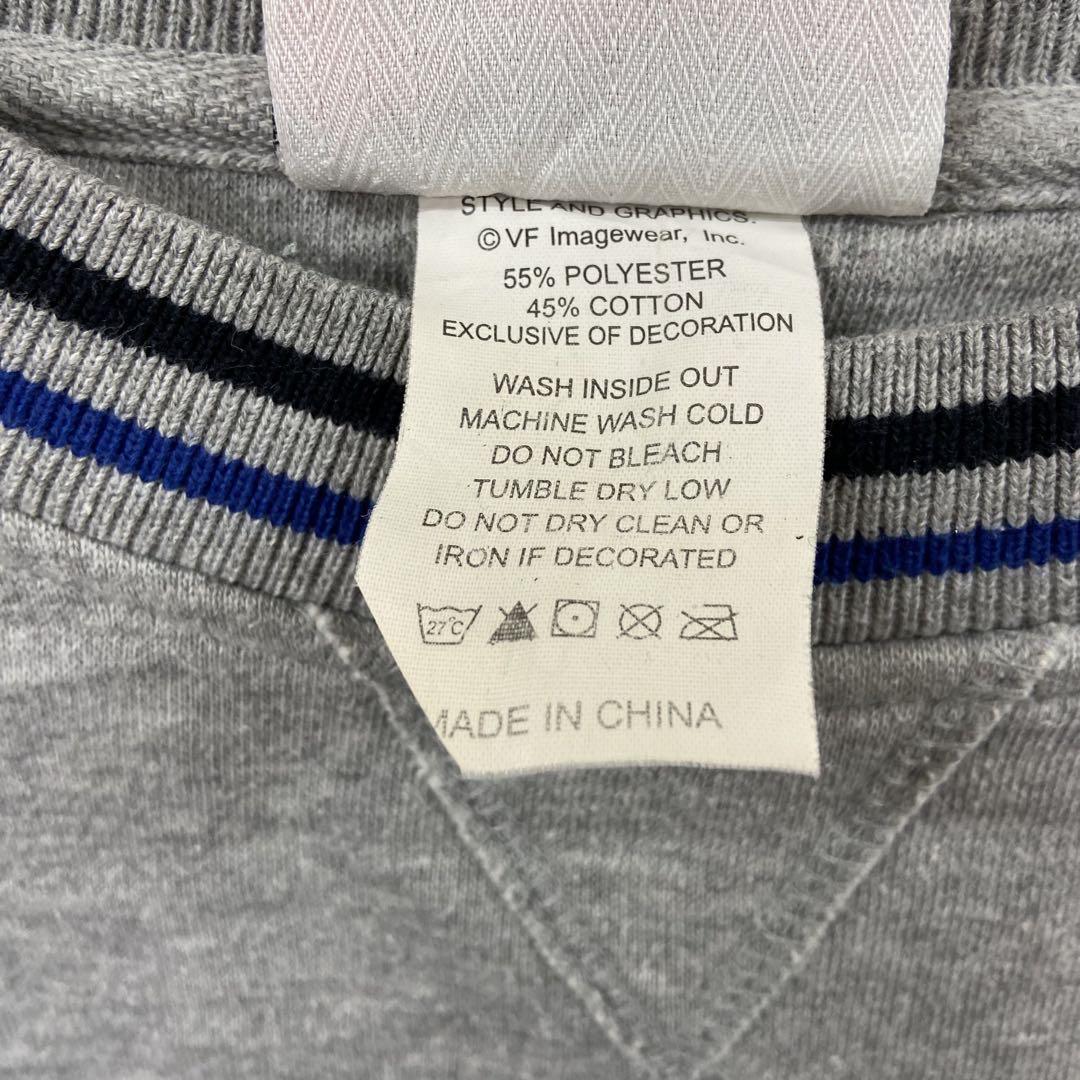 STYLE AND GRAPHICS.
© VF Imagewear, Inc.
55% POLYESTER
45% COTTON
EXCLUSIVE OF DECORATION
WASH INSIDE OUT
MACHINE WASH COLD
DO NOT BLEACH
TUMBLE DRY LOW
DO NOT DRY CLEAN OR
IRON IF DECORATED
27°C
MADE IN CHINA